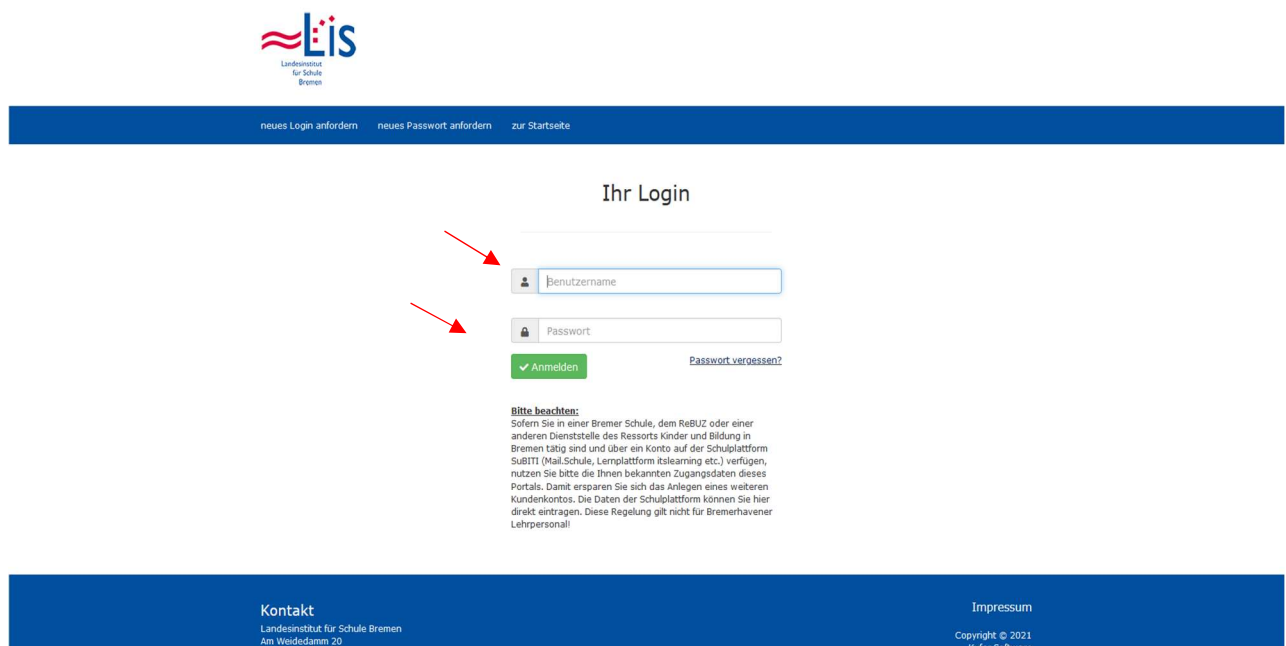 Lis
Landesinstitut
für Schule
Bremen
neues Login anfordern neues Passwort anfordern zur Startseite
Ihr Login
Benutzername
Passwort
Anmelden Passwort vergessen?
Bitte beachten:
Sofern Sie in einer Bremer Schule, dem ReBUZ oder einer
anderen Dienststelle des Ressorts Kinder und Bildung in
Bremen tätig sind und über ein Konto auf der Schulplattform
SuBITI (Mail.Schule, Lernplattform itslearning etc.) verfügen,
nutzen Sie bitte die Ihnen bekannten Zugangsdaten dieses
Portals. Damit ersparen Sie sich das Anlegen eines weiteren
Kundenkontos. Die Daten der Schulplattform können Sie hier
direkt eintragen. Diese Regelung gilt nicht für Bremerhavener
Lehrpersonal!
Kontakt
Landesinstitut für Schule Bremen
Am Weidedamm 20
Impressum
Copyright © 2021